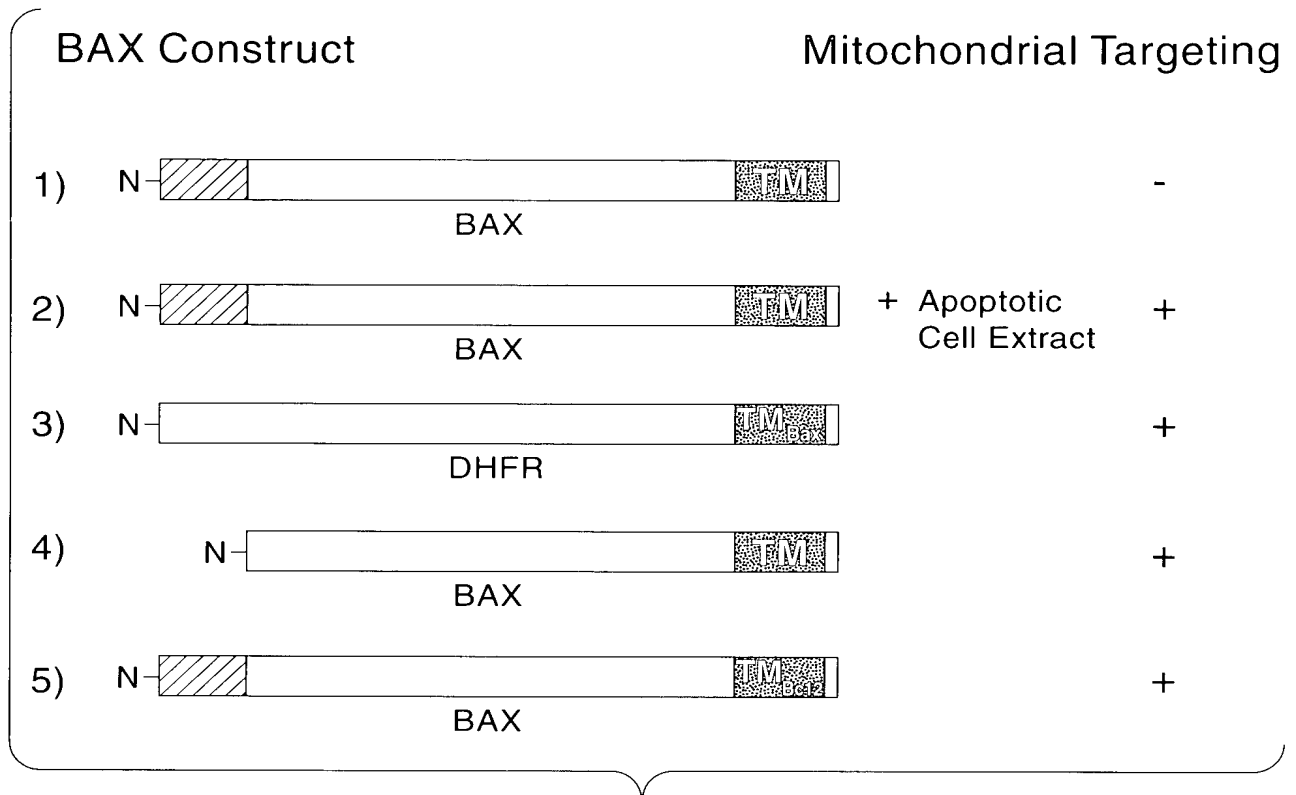 BAX Construct Mitochondrial Targeting
1) N TM -
BAX
2) N TM + Apoptotic +
Cell Extract
BAX
3) N TM Bax +
DHFR
4) N TM +
BAX
5) N TM Bcl2 +
BAX